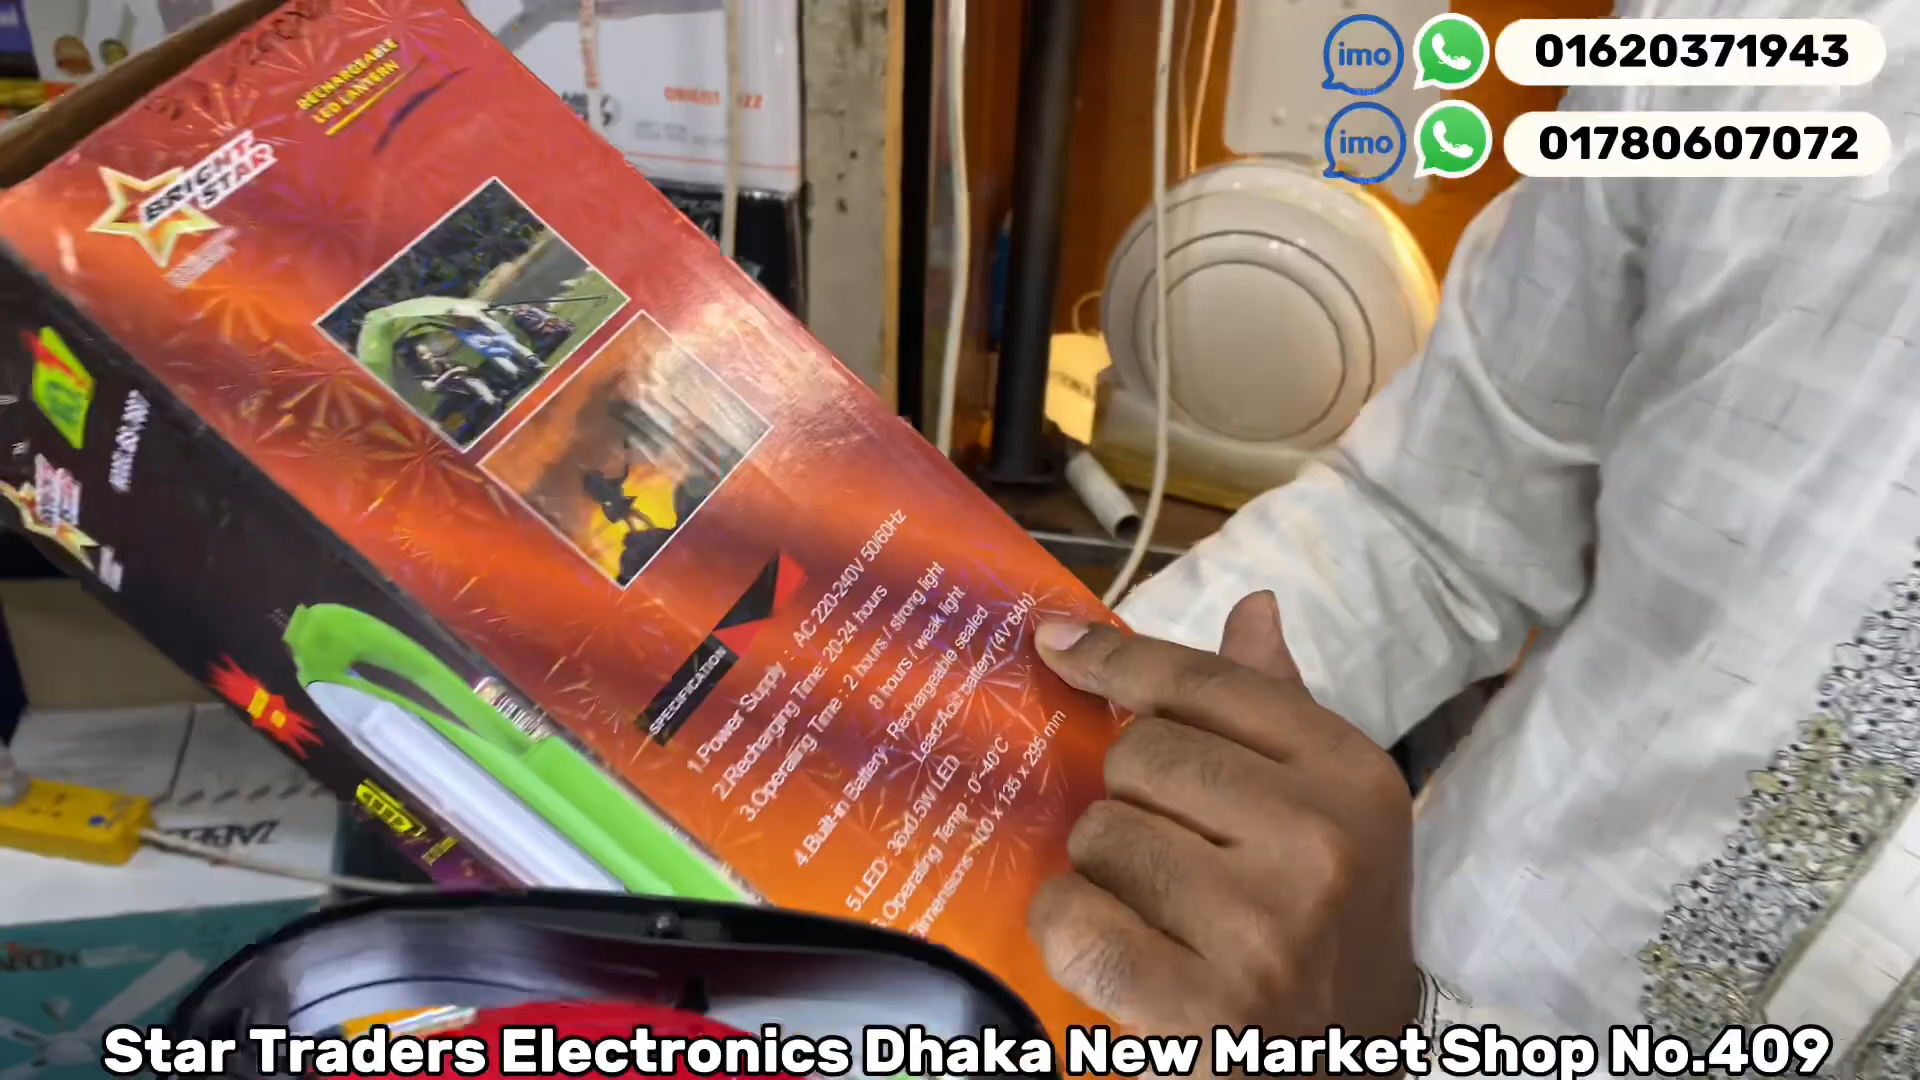 imo
01620371943
imo
01780607072
RECHARGEABLE
LED LANTERN
BRIGHT
STAR
SPECIFICATION
1.Power Supply : AC 220-240V 50/60Hz
2.Recharging Time: 20-24 hours
3.Operating Time : 2 hours / strong light
8 hours / weak light
4.Built-in Battery: Rechargeable sealed
Lead-Acid battery (4V 6Ah)
5.LED: 36x0.5W LED
6.Operating Temp : 0°-40°C
Dimensions :400 x 135 x 295 mm
Star Traders Electronics Dhaka New Market Shop No.409